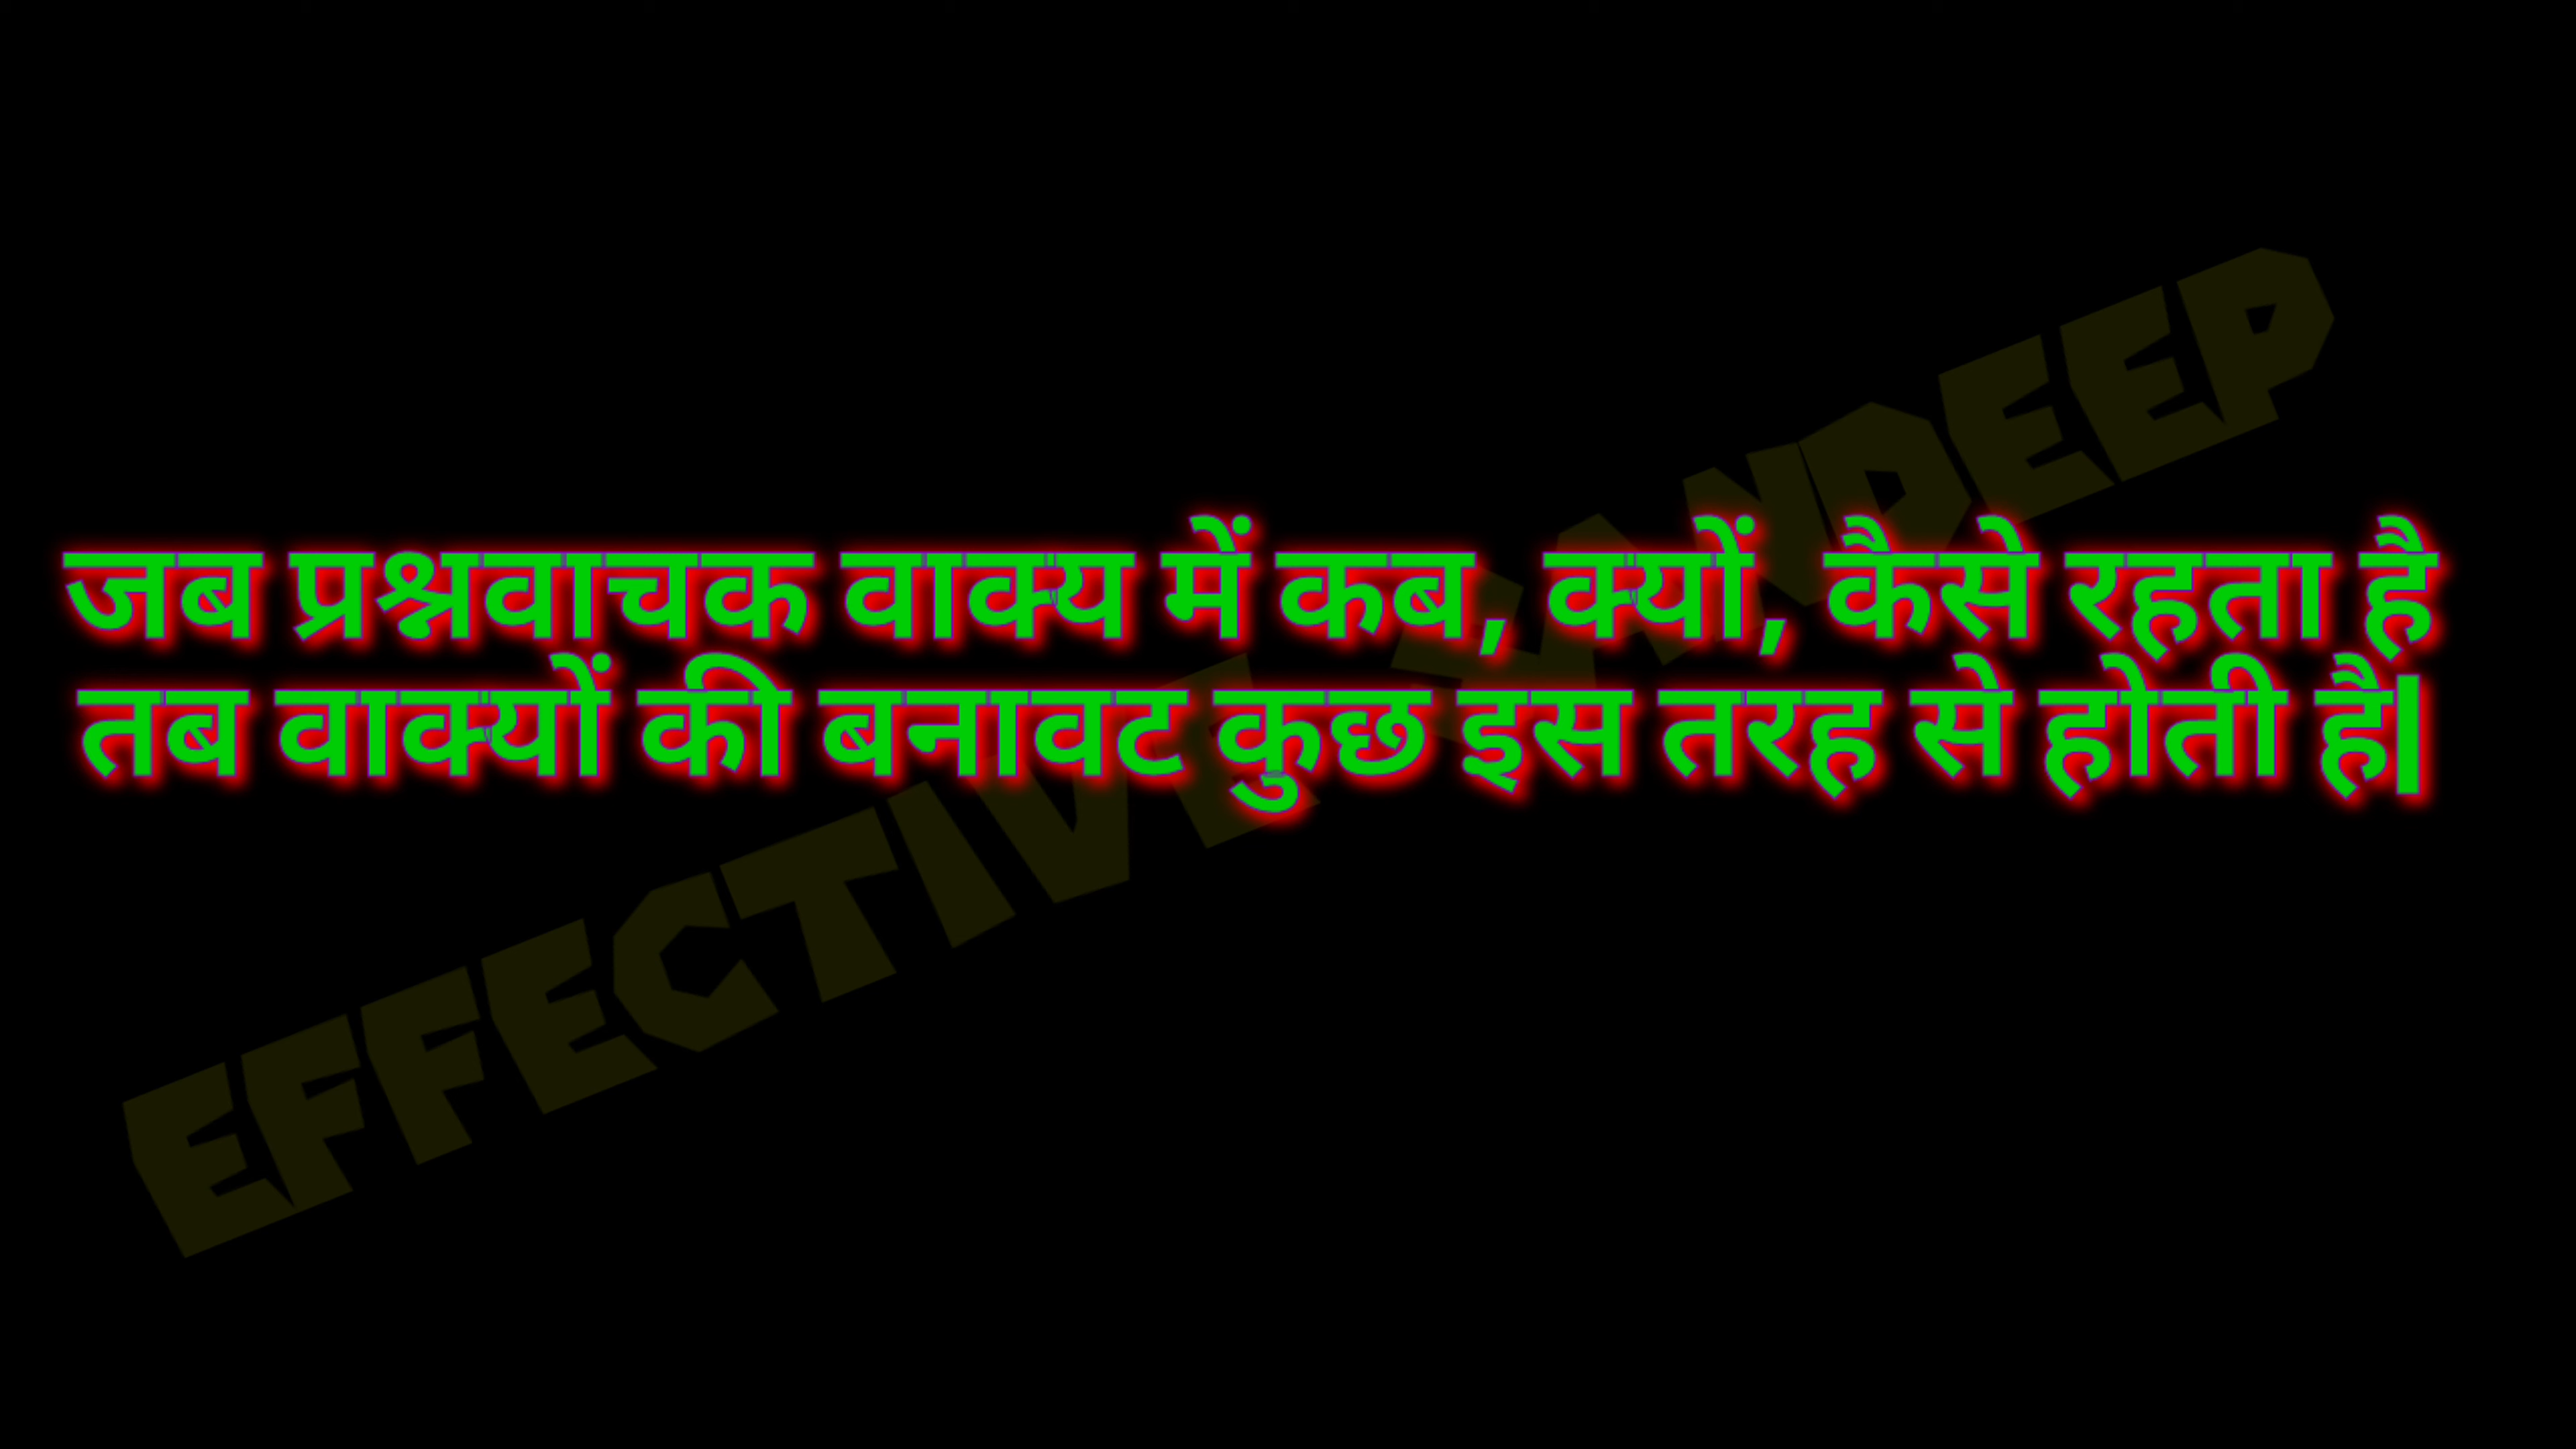 जब प्रश्नवाचक वाक्य में कब, क्यों, कैसे रहता है
तब वाक्यों की बनावट कुछ इस तरह से होती है|
EFFECTIVE SANDEEP